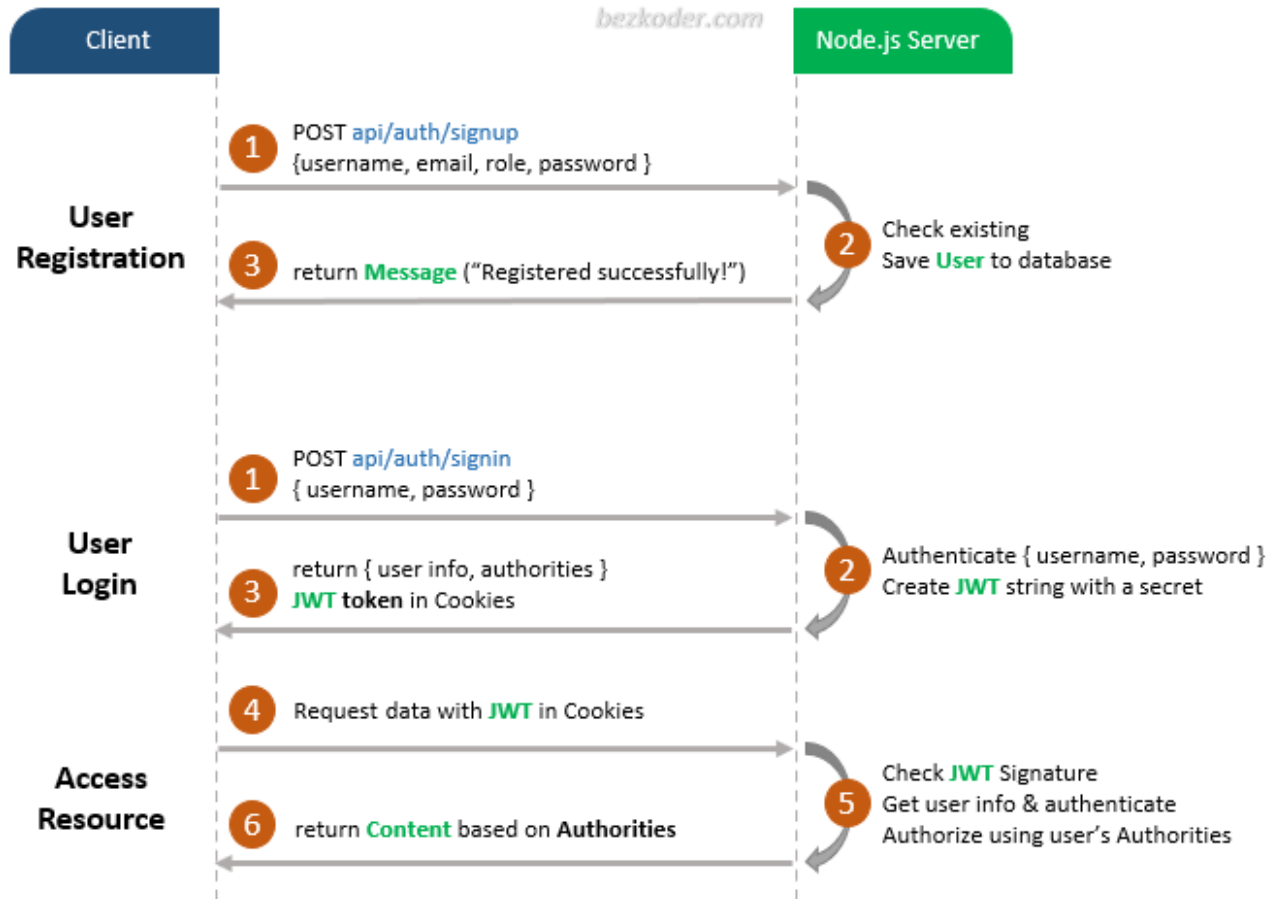 bezkoder.com
Client
Node.js Server
1
POST api/auth/signup
{username, email, role, password }
User
Registration
2
Check existing
Save User to database
3
return Message (“Registered successfully!”)
1
POST api/auth/signin
{ username, password }
User
Login
2
Authenticate { username, password }
Create JWT string with a secret
3
return { user info, authorities }
JWT token in Cookies
4
Request data with JWT in Cookies
Access
Resource
5
Check JWT Signature
Get user info & authenticate
Authorize using user’s Authorities
6
return Content based on Authorities